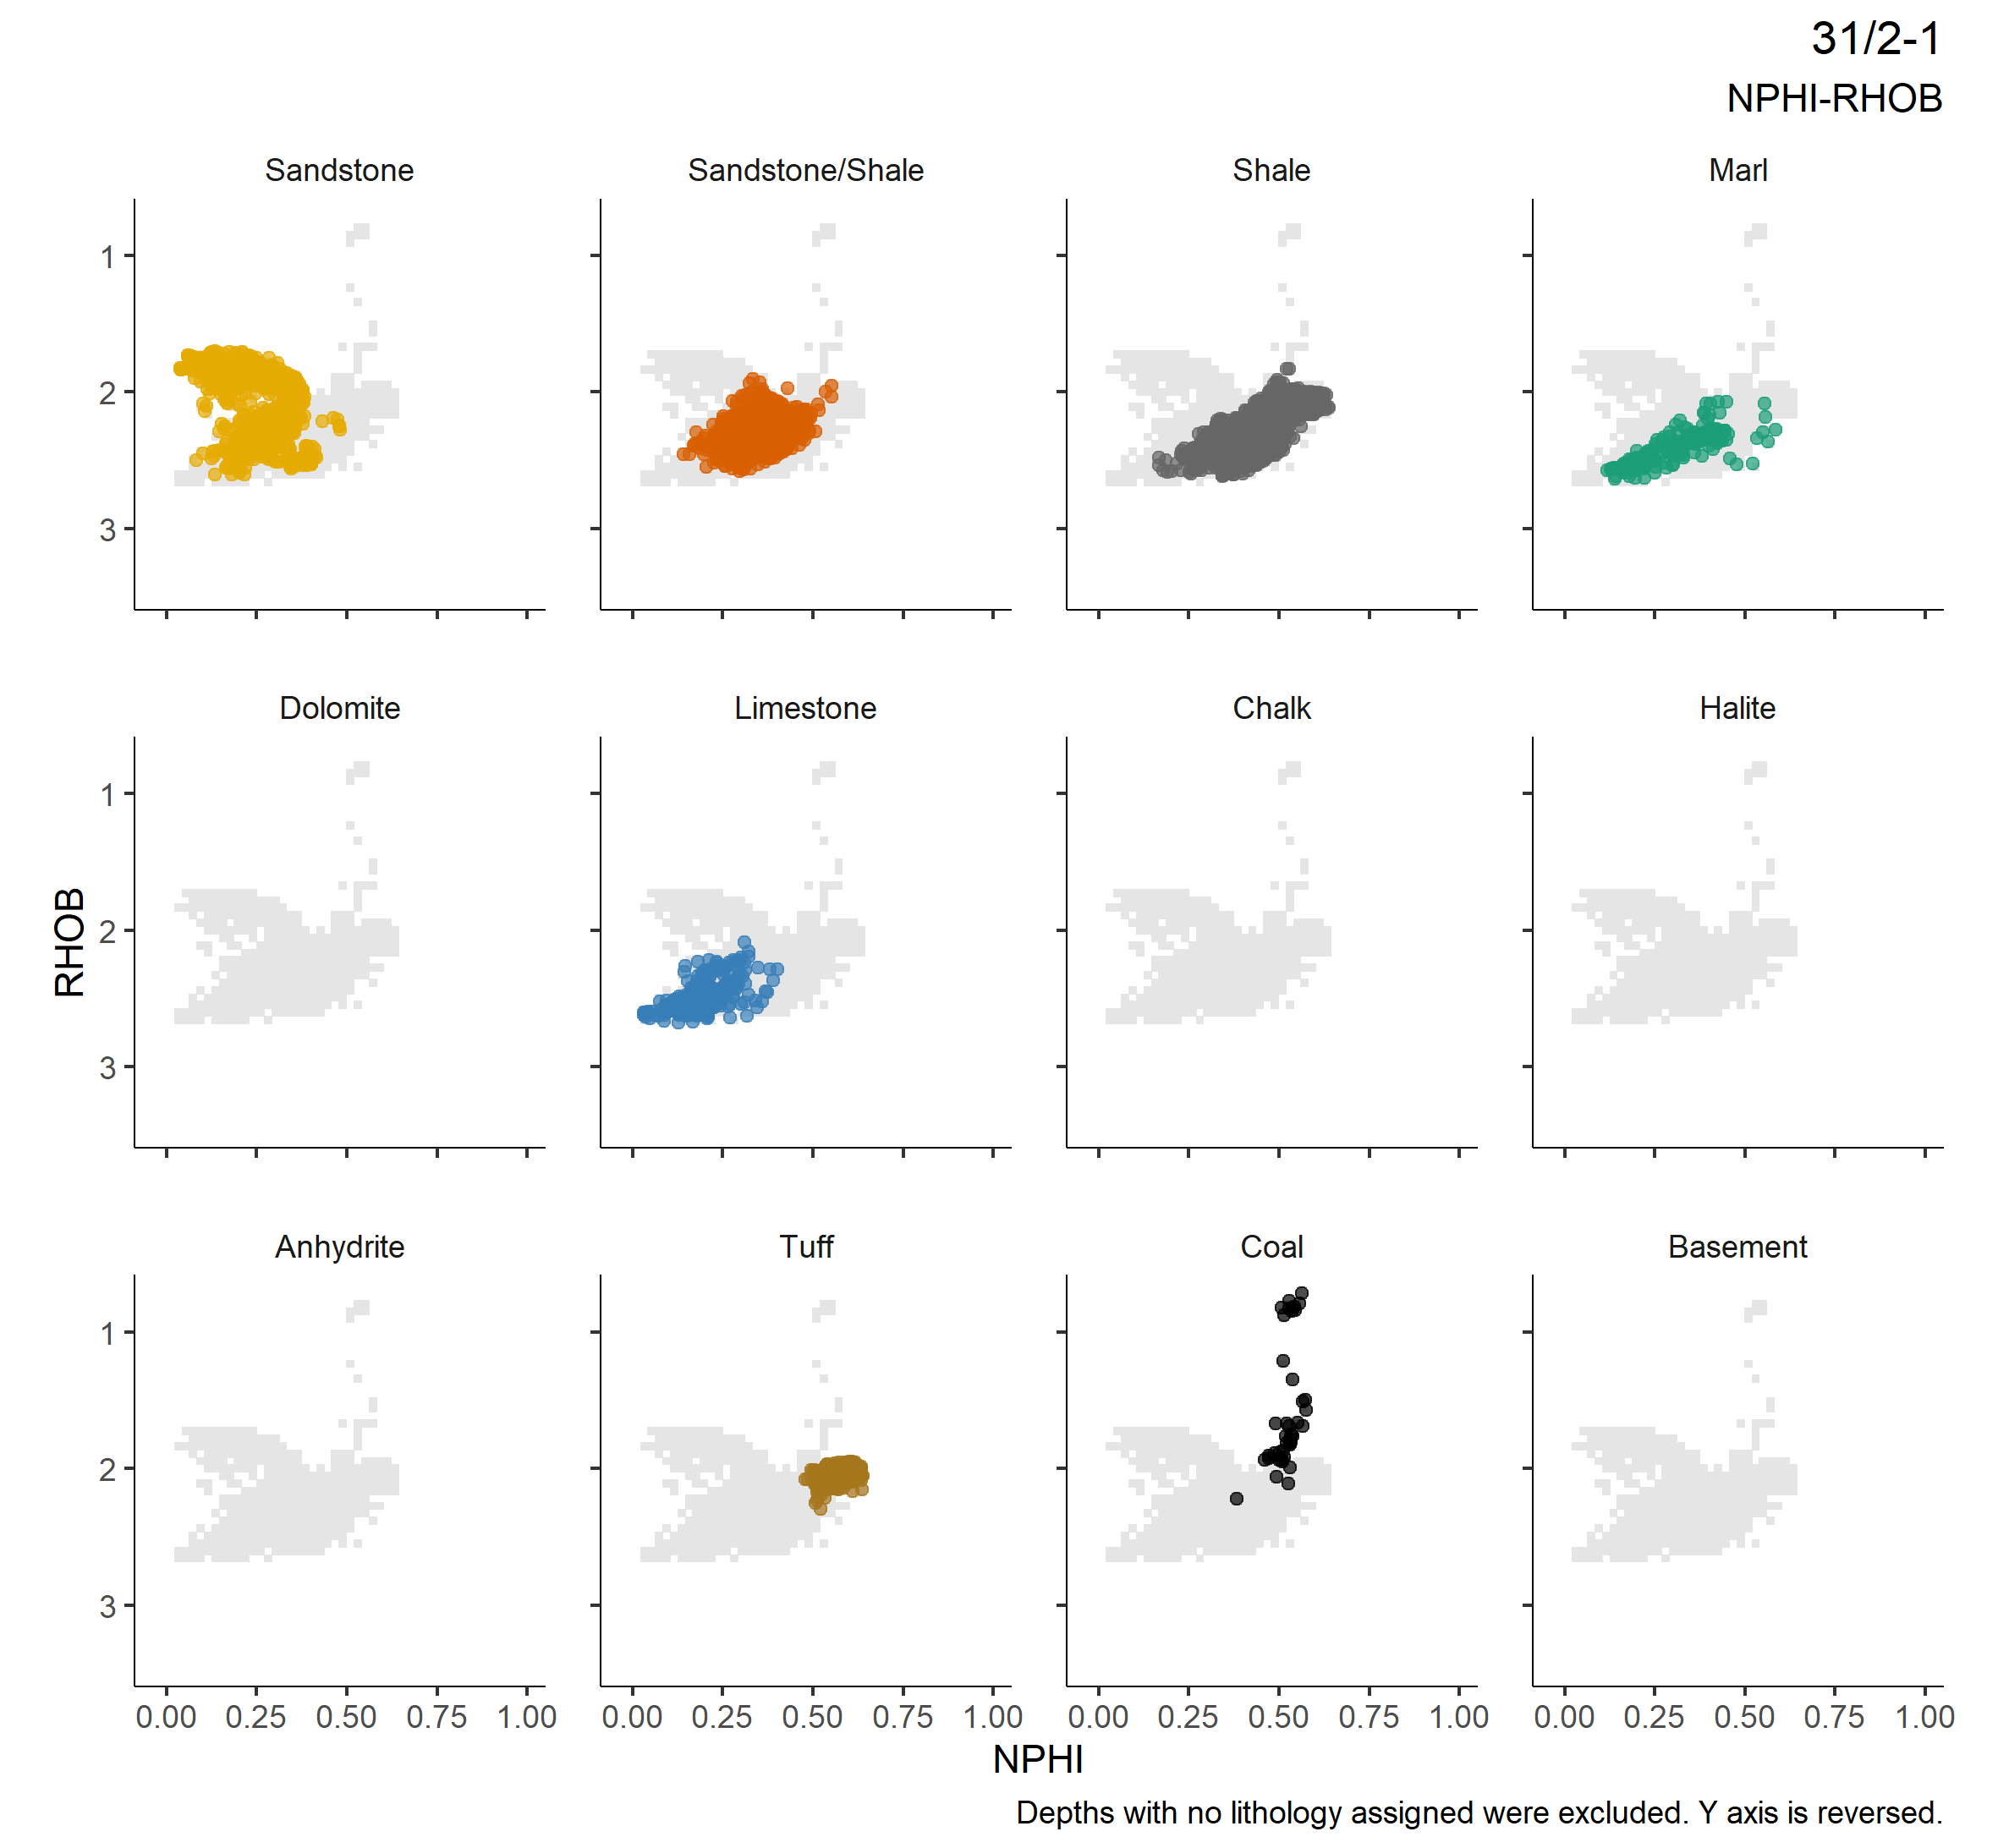 31/2-1
NPHI-RHOB
Sandstone
Sandstone/Shale
Shale
Marl
1
2
3
Dolomite
Limestone
Chalk
Halite
1
2
3
RHOB
Anhydrite
Tuff
Coal
Basement
1
2
3
0.00 0.25 0.50 0.75 1.00
0.00 0.25 0.50 0.75 1.00
0.00 0.25 0.50 0.75 1.00
0.00 0.25 0.50 0.75 1.00
NPHI
Depths with no lithology assigned were excluded. Y axis is reversed.